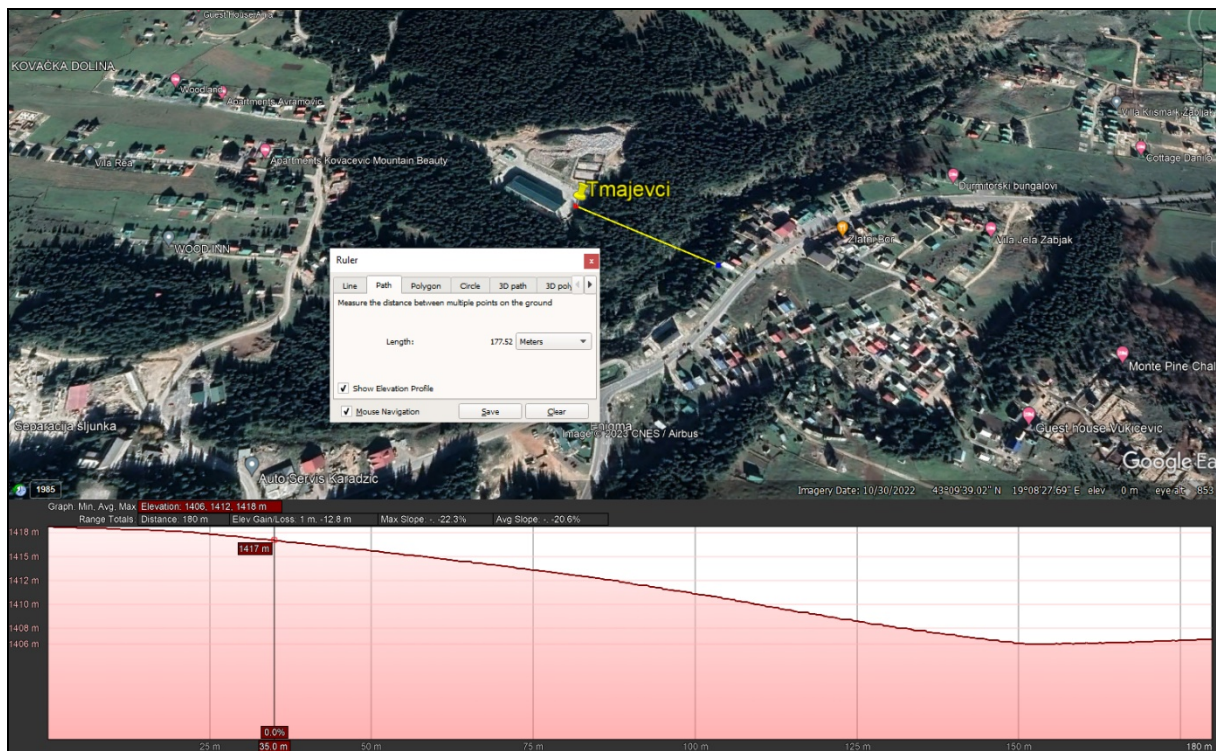 Guest House Aria
KOVAČKA DOLINA
Woodland
Apartments Avramovic
Vila Rea
Apartments Kovacevic Mountain Beauty
WOOD INN
Tmajevci
Villa Krismark Žabljak
Cottage Danilo
Durmitorski bungalovi
Zlatni Bor
Vila Jela Zabjak
Monte Pine Chal
Guest house Vukicevic
Separacija šljunka
Auto Servis Karadzic
Enigma
Ruler
x
Line Path Polygon Circle 3D path 3D poly
Measure the distance between multiple points on the ground
Length: 177.52 Meters
Show Elevation Profile
Mouse Navigation Save Clear
Image © 2023 CNES / Airbus
Google Ea
1985
Imagery Date: 10/30/2022 43°09'39.02" N 19°08'27.69" E elev 0 m eye alt 853
Graph: Min, Avg, Max Elevation: 1406, 1412, 1418 m
Range Totals: Distance: 180 m Elev Gain/Loss: 1 m, -12.8 m Max Slope: -, -22.3% Avg Slope: -, -20.6%
1418 m
1417 m
1415 m
1412 m
1410 m
1408 m
1406 m
0.0%
25 m 35.0 m 50 m 75 m 100 m 125 m 150 m 180 m